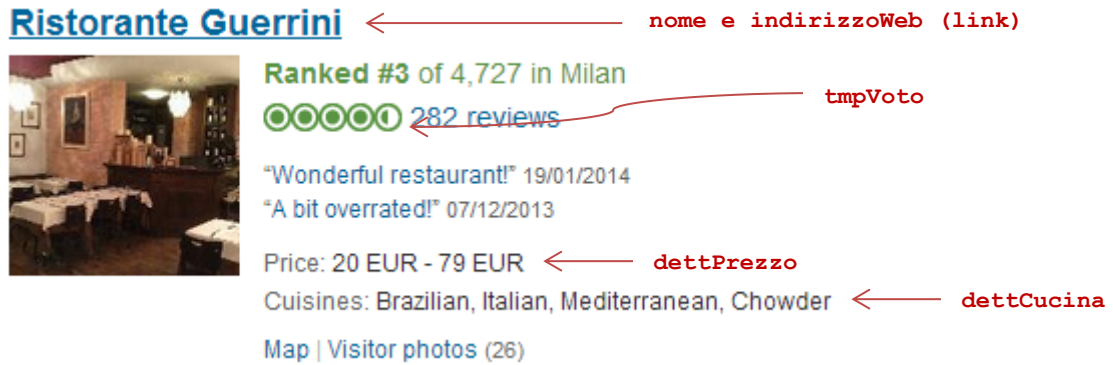 Ristorante Guerrini
nome e indirizzoWeb (link)
Ranked #3 of 4,727 in Milan
tmpVoto
282 reviews
“Wonderful restaurant!” 19/01/2014
“A bit overrated!” 07/12/2013
Price: 20 EUR - 79 EUR
dettPrezzo
Cuisines: Brazilian, Italian, Mediterranean, Chowder
dettCucina
Map | Visitor photos (26)